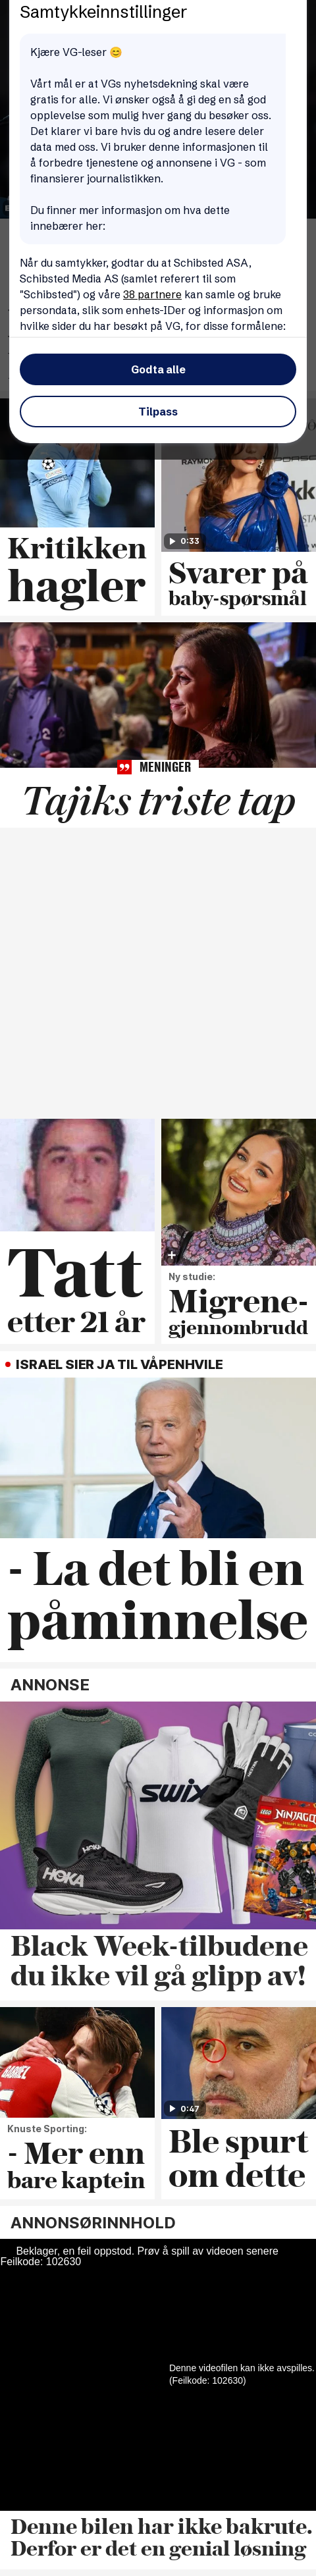 Samtykkeinnstillinger
Kjære VG-leser 😊
Vårt mål er at VGs nyhetsdekning skal være
gratis for alle. Vi ønsker også å gi deg en så god
opplevelse som mulig hver gang du besøker oss.
Det klarer vi bare hvis du og andre lesere deler
data med oss. Vi bruker denne informasjonen til
å forbedre tjenestene og annonsene i VG - som
finansierer journalistikken.
Du finner mer informasjon om hva dette
innebærer her:
Når du samtykker, godtar du at Schibsted ASA,
Schibsted Media AS (samlet referert til som
"Schibsted") og våre 38 partnere kan samle og bruke
persondata, slik som enhets-IDer og informasjon om
hvilke sider du har besøkt på VG, for disse formålene:
Godta alle
Tilpass
0:33
Kritikken
hagler
Svarer på
baby-spørsmål
MENINGER
Tajiks triste tap
Tatt
etter 21 år
Ny studie:
Migrene-
gjennombrudd
ISRAEL SIER JA TIL VÅPENHVILE
- La det bli en
påminnelse
ANNONSE
SWIX
HOKA
HOKA
NINJAGO
Black Week-tilbudene
du ikke vil gå glipp av!
Knuste Sporting:
- Mer enn
bare kaptein
0:47
Ble spurt
om dette
ANNONSØRINNHOLD
Beklager, en feil oppstod. Prøv å spill av videoen senere
Feilkode: 102630
Denne videofilen kan ikke avspilles.
(Feilkode: 102630)
Denne bilen har ikke bakrute.
Derfor er det en genial løsning